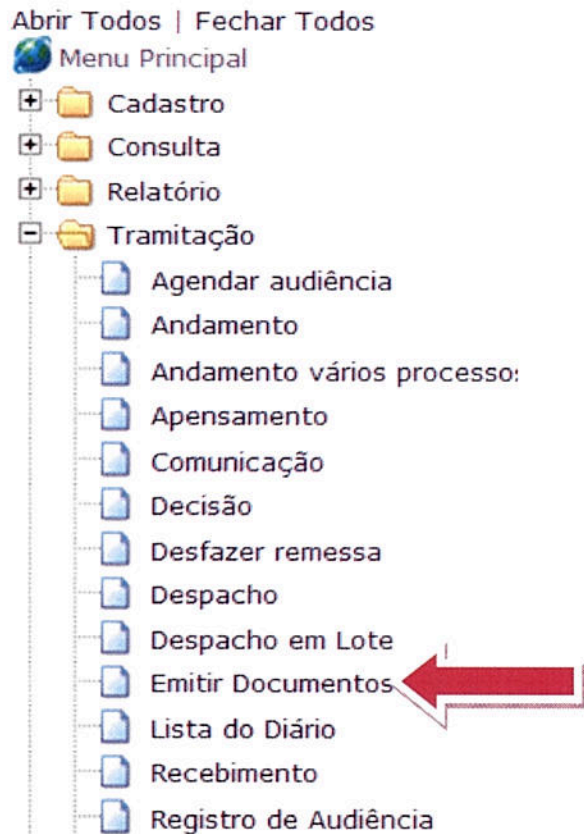 Abrir Todos | Fechar Todos
Menu Principal
Cadastro
Consulta
Relatório
Tramitação
Agendar audiência
Andamento
Andamento vários processos
Apensamento
Comunicação
Decisão
Desfazer remessa
Despacho
Despacho em Lote
Emitir Documentos
Lista do Diário
Recebimento
Registro de Audiência